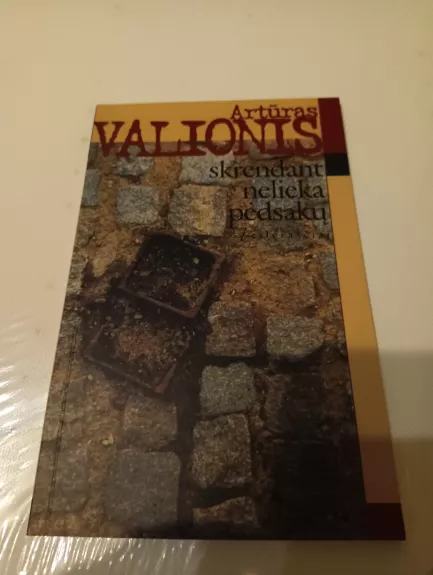 Artūras
VALIONIS
skrendant
nelieka
pėdsakų